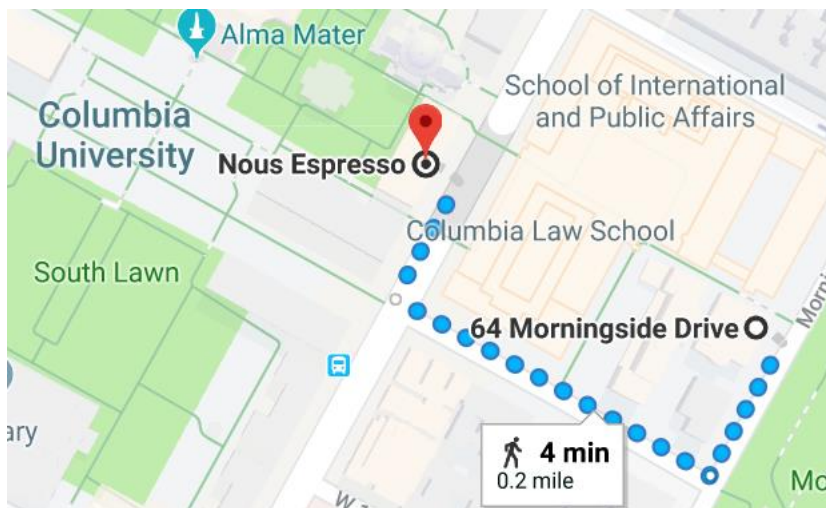 Alma Mater
School of International
and Public Affairs
Columbia
University
Nous Espresso
Columbia Law School
South Lawn
64 Morningside Drive
Morni
ary
4 min
0.2 mile
W
Mo